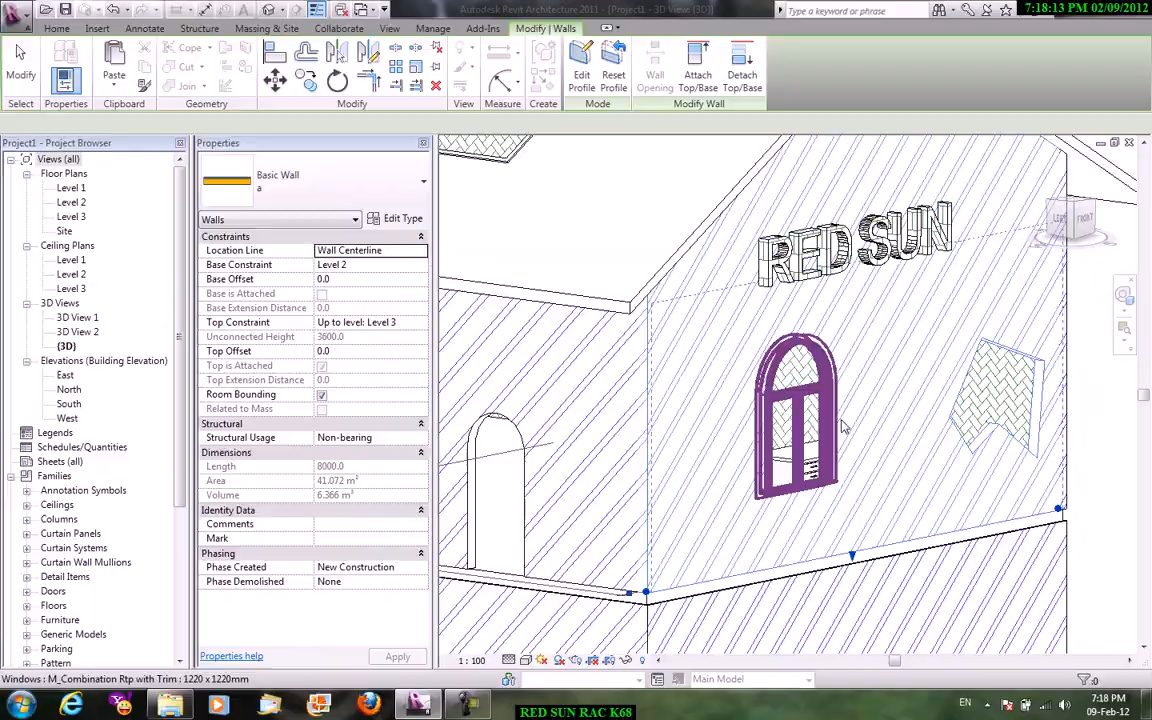 Autodesk Revit Architecture 2011 - [Project1 - 3D View: {3D}]
Type a keyword or phrase
7:18:13 PM 02/09/2012
Home
Insert
Annotate
Structure
Massing & Site
Collaborate
View
Manage
Add-Ins
Modify | Walls
Modify
Paste
Cope
Cut
Join
Wall Opening
Edit Profile
Reset Profile
Attach Top/Base
Detach Top/Base
Select
Properties
Clipboard
Geometry
Modify
View
Measure
Create
Mode
Modify Wall
Project1 - Project Browser
Views (all)
Floor Plans
Level 1
Level 2
Level 3
Site
Ceiling Plans
Level 1
Level 2
Level 3
3D Views
3D View 1
3D View 2
{3D}
Elevations (Building Elevation)
East
North
South
West
Legends
Schedules/Quantities
Sheets (all)
Families
Annotation Symbols
Ceilings
Columns
Curtain Panels
Curtain Systems
Curtain Wall Mullions
Detail Items
Doors
Floors
Furniture
Generic Models
Parking
Pattern
Properties
Basic Wall
a
Walls
Edit Type
Constraints
Location Line Wall Centerline
Base Constraint Level 2
Base Offset 0.0
Base is Attached
Base Extension Distance 0.0
Top Constraint Up to level: Level 3
Unconnected Height 3600.0
Top Offset 0.0
Top is Attached
Top Extension Distance 0.0
Room Bounding
Related to Mass
Structural
Structural Usage Non-bearing
Dimensions
Length 8000.0
Area 41.072 m²
Volume 6.366 m³
Identity Data
Comments
Mark
Phasing
Phase Created New Construction
Phase Demolished None
Properties help
Apply
RED SUN
LEFT
FRONT
1 : 100
Windows : M_Combination Rtp with Trim : 1220 x 1220mm
Main Model
:0
EN
7:18 PM
09-Feb-12
RED SUN RAC K68